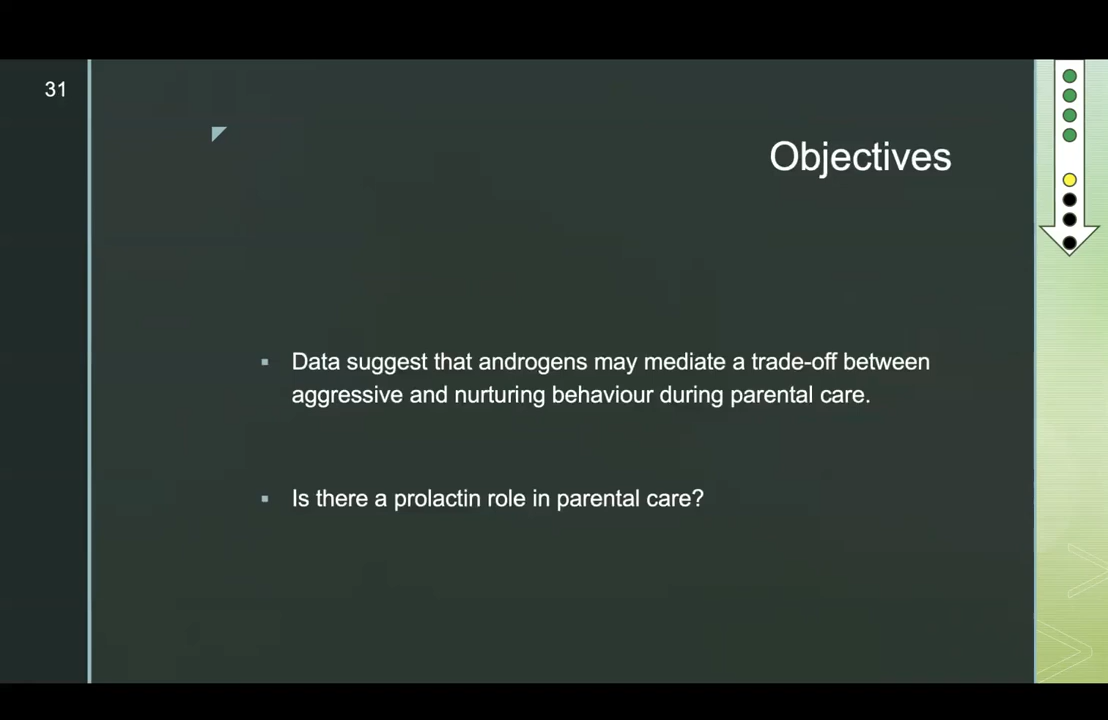 31
Objectives
▪ Data suggest that androgens may mediate a trade-off between
aggressive and nurturing behaviour during parental care.
▪ Is there a prolactin role in parental care?